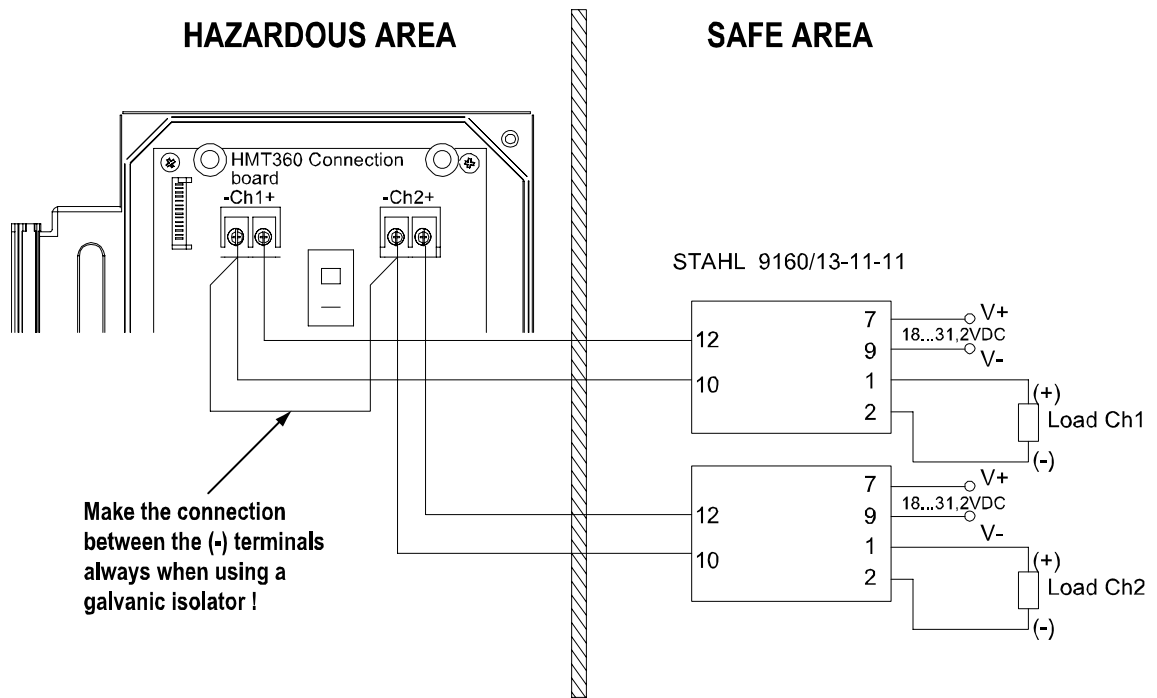 HAZARDOUS AREA
SAFE AREA
HMT360 Connection
board
-Ch1+
-Ch2+
STAHL 9160/13-11-11
12
10
7
9
1
2
V+
18...31,2VDC
V-
(+)
Load Ch1
(-)
12
10
7
9
1
2
V+
18...31,2VDC
V-
(+)
Load Ch2
(-)
Make the connection
between the (-) terminals
always when using a
galvanic isolator !